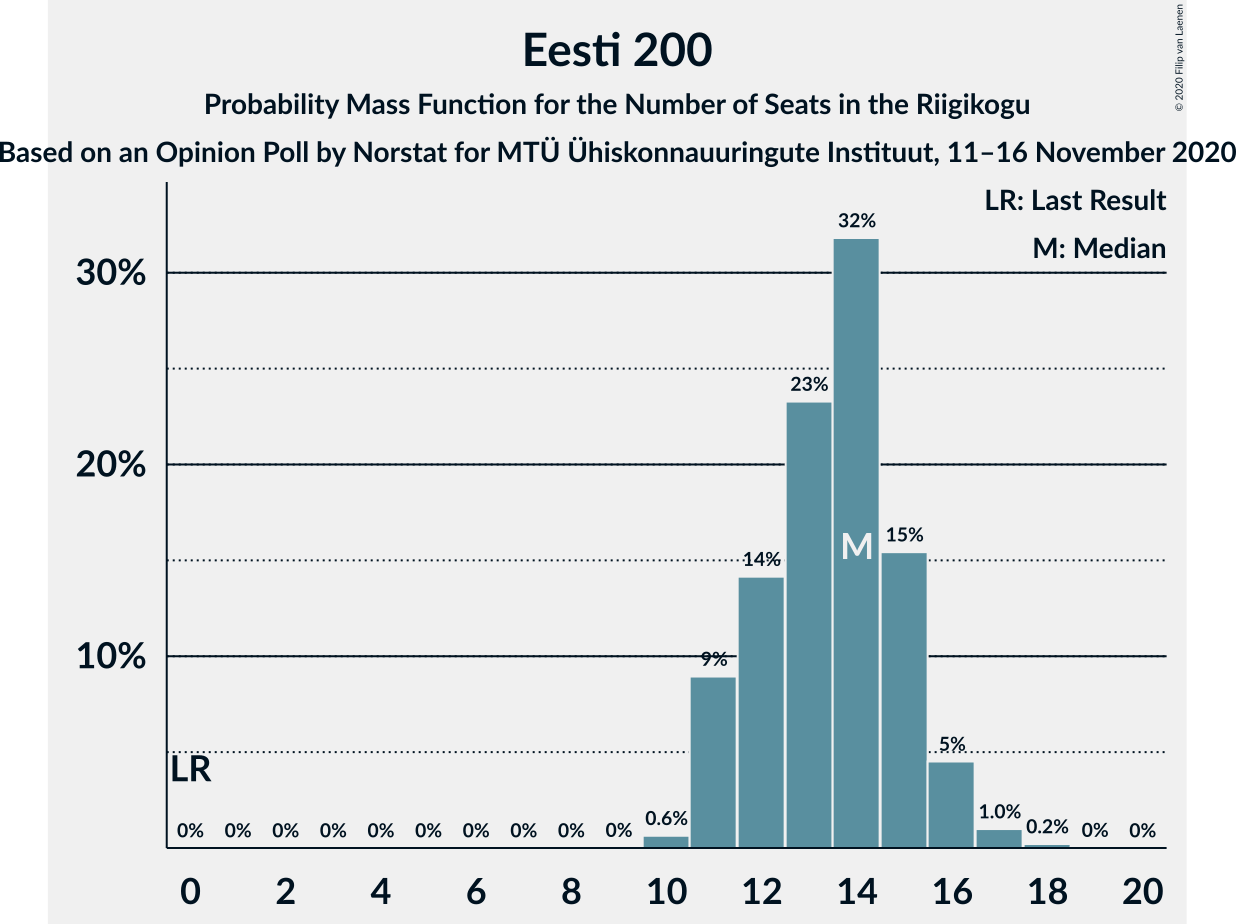 Eesti 200
Probability Mass Function for the Number of Seats in the Riigikogu
Based on an Opinion Poll by Norstat for MTÜ Ühiskonnauuringute Instituut, 11–16 November 2020
© 2020 Filip van Laenen
LR: Last Result
M: Median
30%
20%
10%
32%
23%
M
15%
14%
9%
5%
LR
0% 0% 0% 0% 0% 0% 0% 0% 0% 0% 0.6% 1.0% 0.2% 0% 0%
0 2 4 6 8 10 12 14 16 18 20